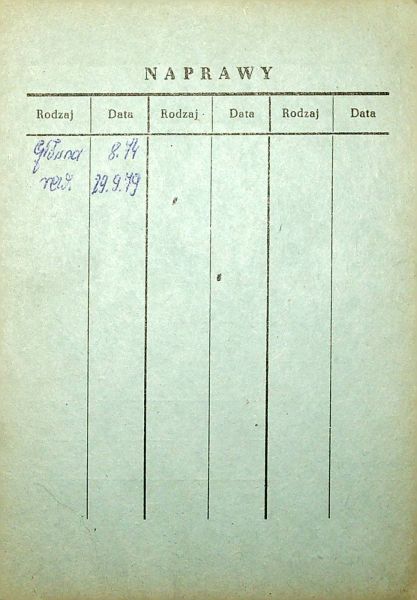 NAPRAWY
Rodzaj Data Rodzaj Data Rodzaj Data
główna 8.74
rew. 29.9.79